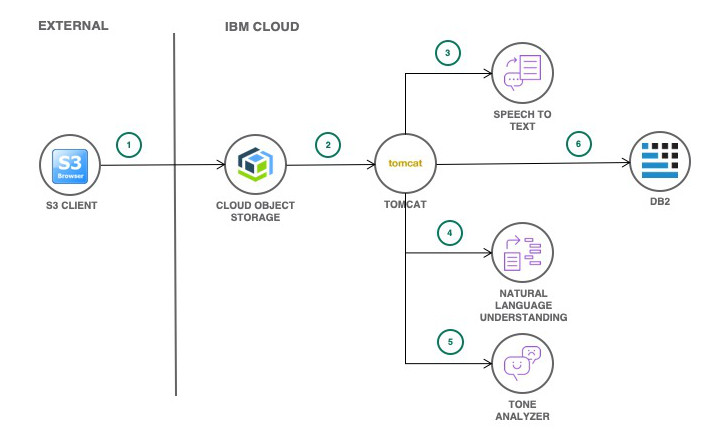 EXTERNAL
IBM CLOUD
1
2
3
4
5
6
S3
Browser
S3 CLIENT
CLOUD OBJECT
STORAGE
tomcat
TOMCAT
SPEECH TO
TEXT
DB2
NATURAL
LANGUAGE
UNDERSTANDING
TONE
ANALYZER